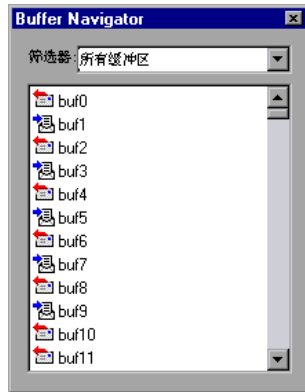 Buffer Navigator
筛选器: 所有缓冲区
buf0
buf1
buf2
buf3
buf4
buf5
buf6
buf7
buf8
buf9
buf10
buf11